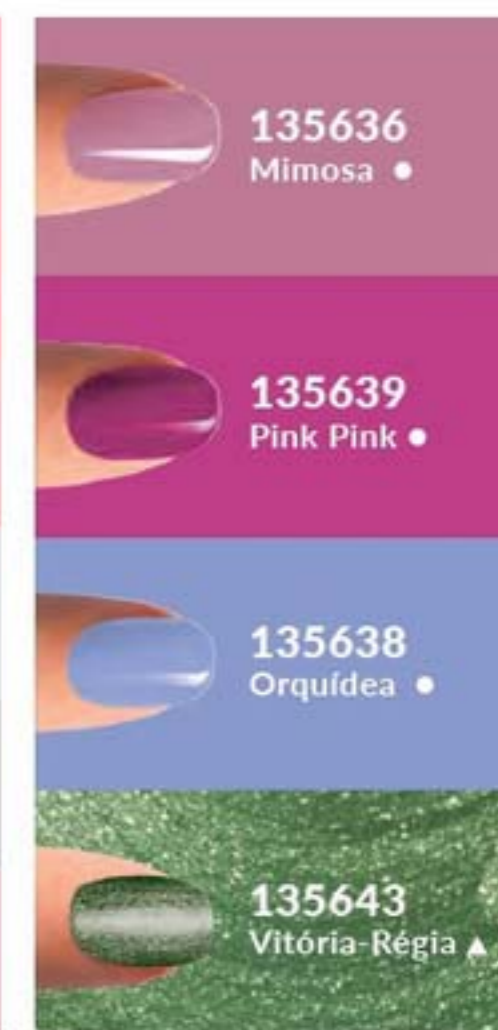 135636
Mimosa ●
135639
Pink Pink ●
135638
Orquídea ●
135643
Vitória-Régia ▲